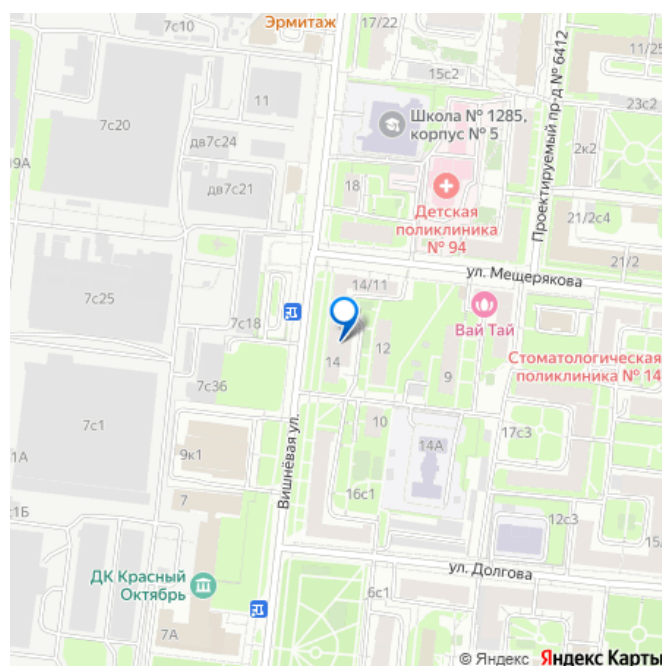 Эрмитаж
17/22
7с10
11/25
15с2
Проектируемый пр-д № 6412
23с2
11
7с20
Школа № 1285,
корпус № 5
дв7с24
2к2
19А
дв7с21
18
Детская
поликлиника
№ 94
21/2с4
21/2
ул. Мещерякова
14/11
7с25
7с18
Вай Тай
14
12
Стоматологическая
поликлиника № 14
9
7с36
7с1
10
17с3
14А
Вишнёвая ул.
9к1
1А
16с1
7
с1Б
12с3
15/
ул. Долгова
ДК Красный
Октябрь
6с1
7А
© Яндекс Яндекс Карты